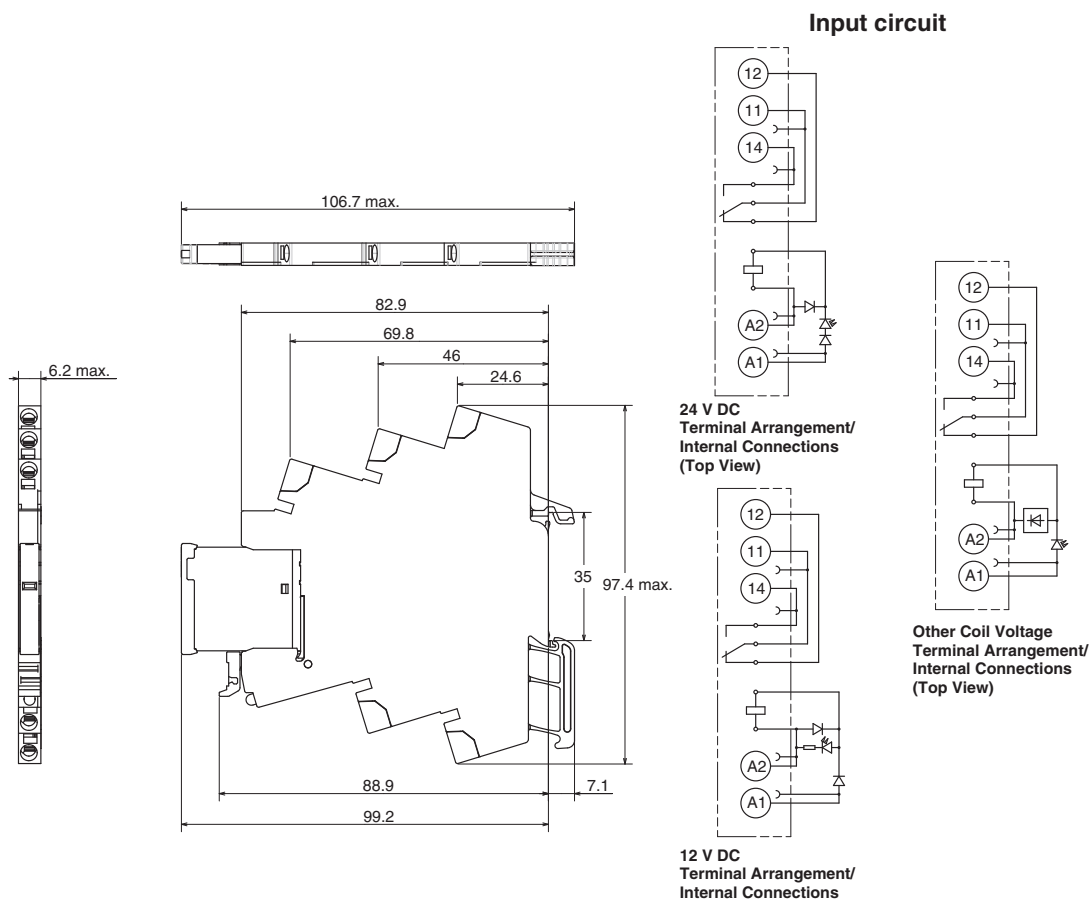 Input circuit
106.7 max.
82.9
69.8
46
24.6
6.2 max.
35
97.4 max.
88.9
7.1
99.2
12
11
14
A2
A1
24 V DC
Terminal Arrangement/
Internal Connections
(Top View)
12
11
14
A2
A1
12 V DC
Terminal Arrangement/
Internal Connections
12
11
14
A2
A1
Other Coil Voltage
Terminal Arrangement/
Internal Connections
(Top View)